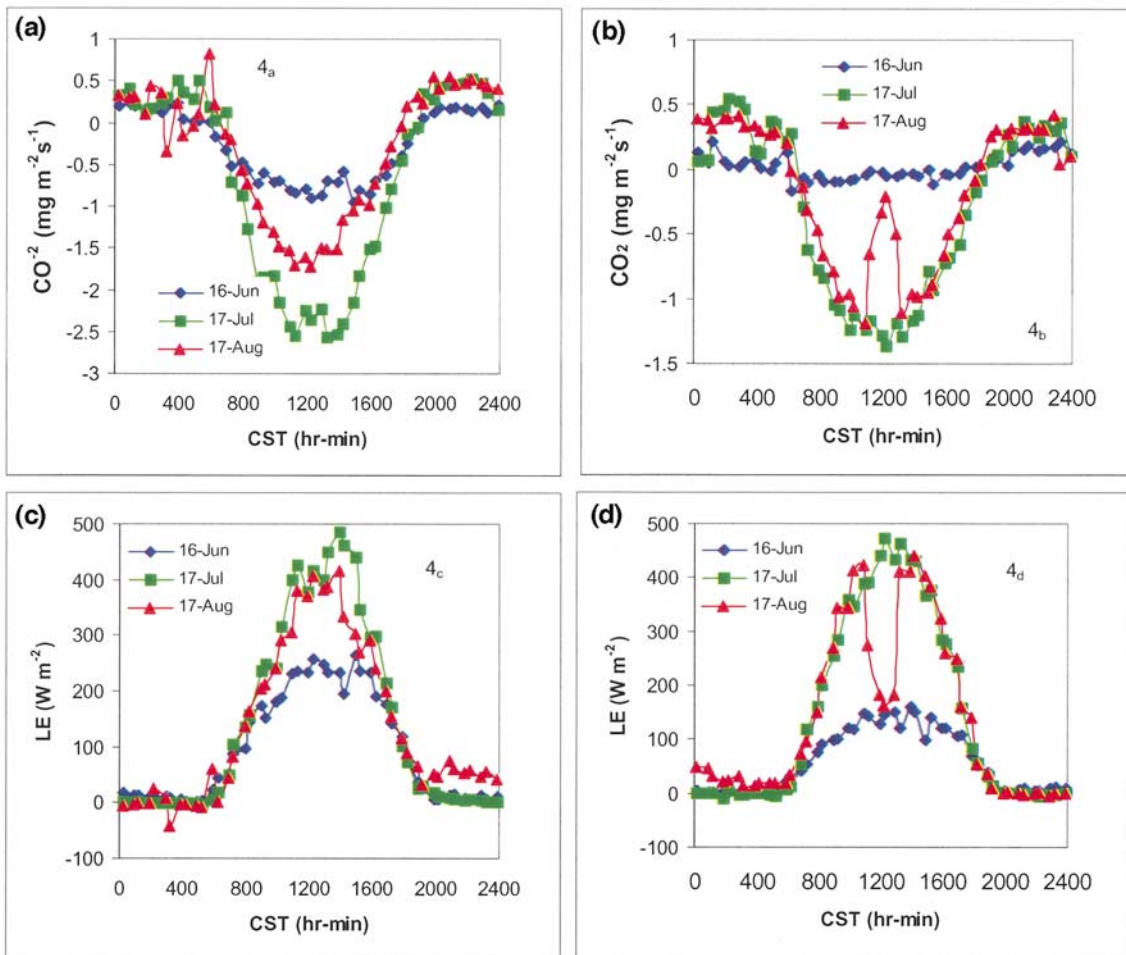 (a)
1
0.5
0
-0.5
-1
-1.5
-2
-2.5
-3
CO⁻² (mg m⁻² s⁻¹)
4a
16-Jun
17-Jul
17-Aug
0 400 800 1200 1600 2000 2400
CST (hr-min)
(b)
1
0.5
0
-0.5
-1
-1.5
CO₂ (mg m⁻² s⁻¹)
16-Jun
17-Jul
17-Aug
4b
0 400 800 1200 1600 2000 2400
CST (hr-min)
(c)
500
400
300
200
100
0
-100
LE (W m⁻²)
16-Jun
17-Jul
17-Aug
4c
0 400 800 1200 1600 2000 2400
CST (hr-min)
(d)
500
400
300
200
100
0
-100
LE (W m⁻²)
16-Jun
17-Jul
17-Aug
4d
0 400 800 1200 1600 2000 2400
CST (hr-min)